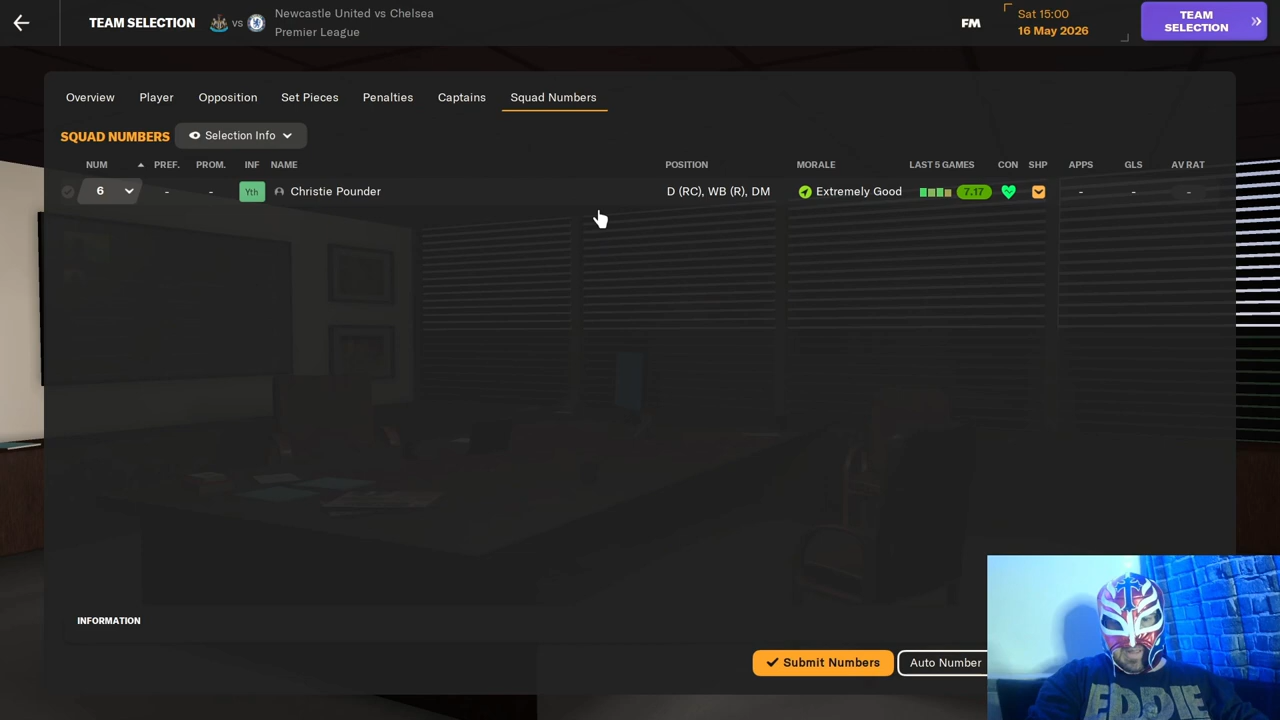 TEAM SELECTION
vs
Newcastle United vs Chelsea
Premier League
FM
Sat 15:00
16 May 2026
TEAM
SELECTION
Overview
Player
Opposition
Set Pieces
Penalties
Captains
Squad Numbers
SQUAD NUMBERS
Selection Info
NUM PREF. PROM. INF NAME POSITION MORALE LAST 5 GAMES CON SHP APPS GLS AV RAT
6 - - Yth Christie Pounder D (RC), WB (R), DM Extremely Good 7.17 - - -
INFORMATION
Submit Numbers
Auto Number
EDDIE